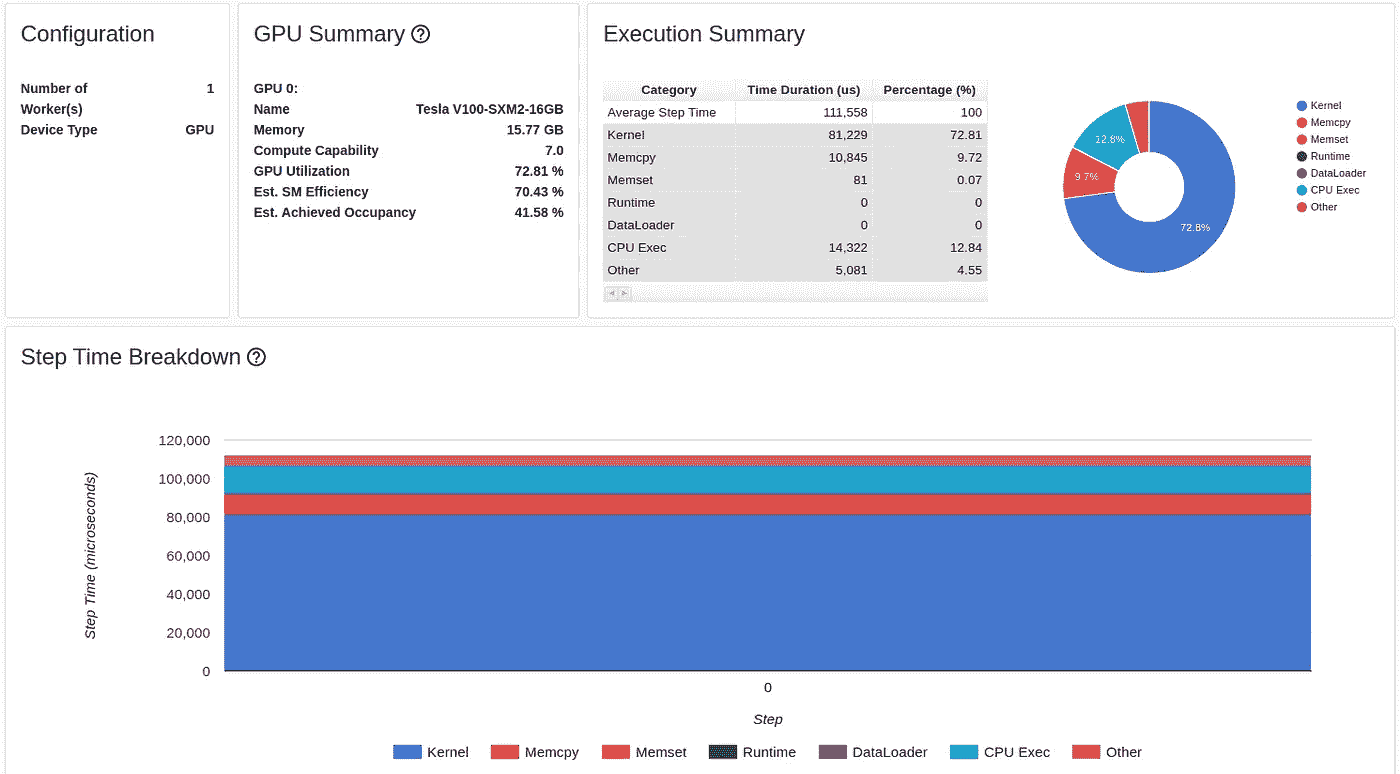 Configuration
Number of Worker(s) 1
Device Type GPU
GPU Summary ?
GPU 0:
Name Tesla V100-SXM2-16GB
Memory 15.77 GB
Compute Capability 7.0
GPU Utilization 72.81 %
Est. SM Efficiency 70.43 %
Est. Achieved Occupancy 41.58 %
Execution Summary
Category Time Duration (us) Percentage (%)
Average Step Time 111,558 100
Kernel 81,229 72.81
Memcpy 10,845 9.72
Memset 81 0.07
Runtime 0 0
DataLoader 0 0
CPU Exec 14,322 12.84
Other 5,081 4.55
12.8%
9.7%
72.8%
Kernel
Memcpy
Memset
Runtime
DataLoader
CPU Exec
Other
Step Time Breakdown ?
Step Time (microseconds)
120,000
100,000
80,000
60,000
40,000
20,000
0
0
Step
Kernel Memcpy Memset Runtime DataLoader CPU Exec Other